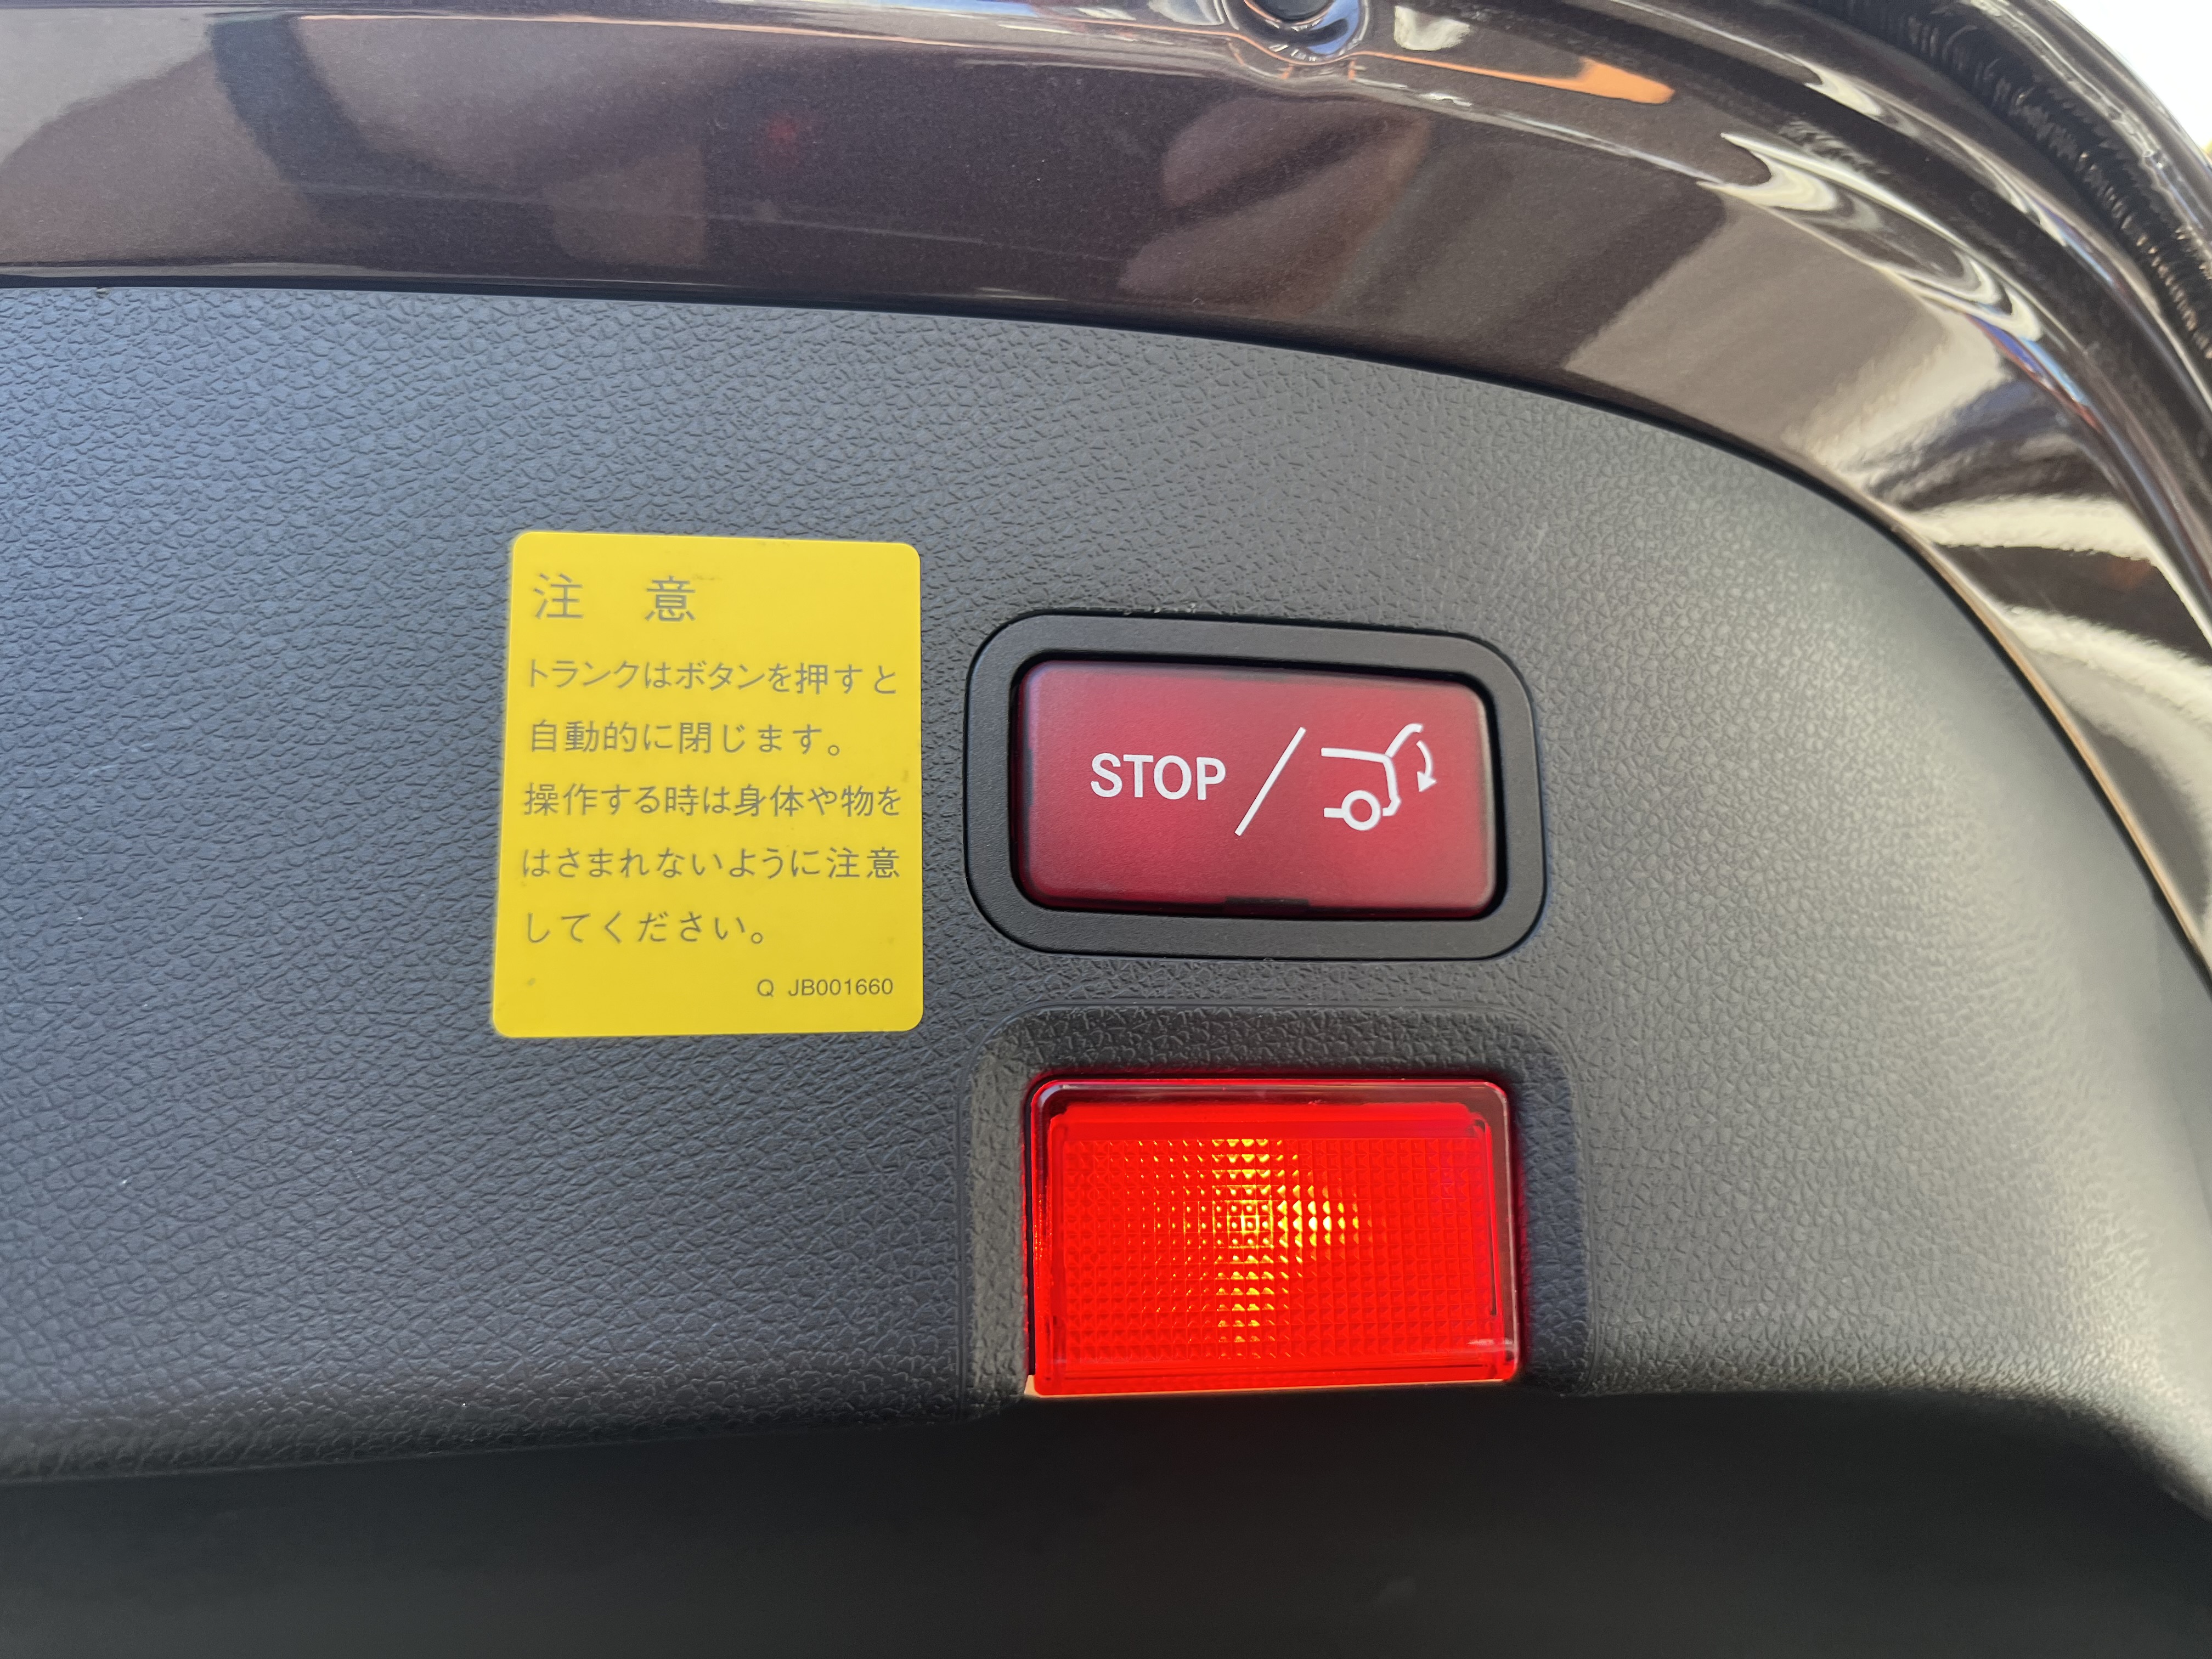 注 意
トランクはボタンを押すと
自動的に閉じます。
操作する時は身体や物を
はさまれないように注意
してください。
Q JB001660
STOP /